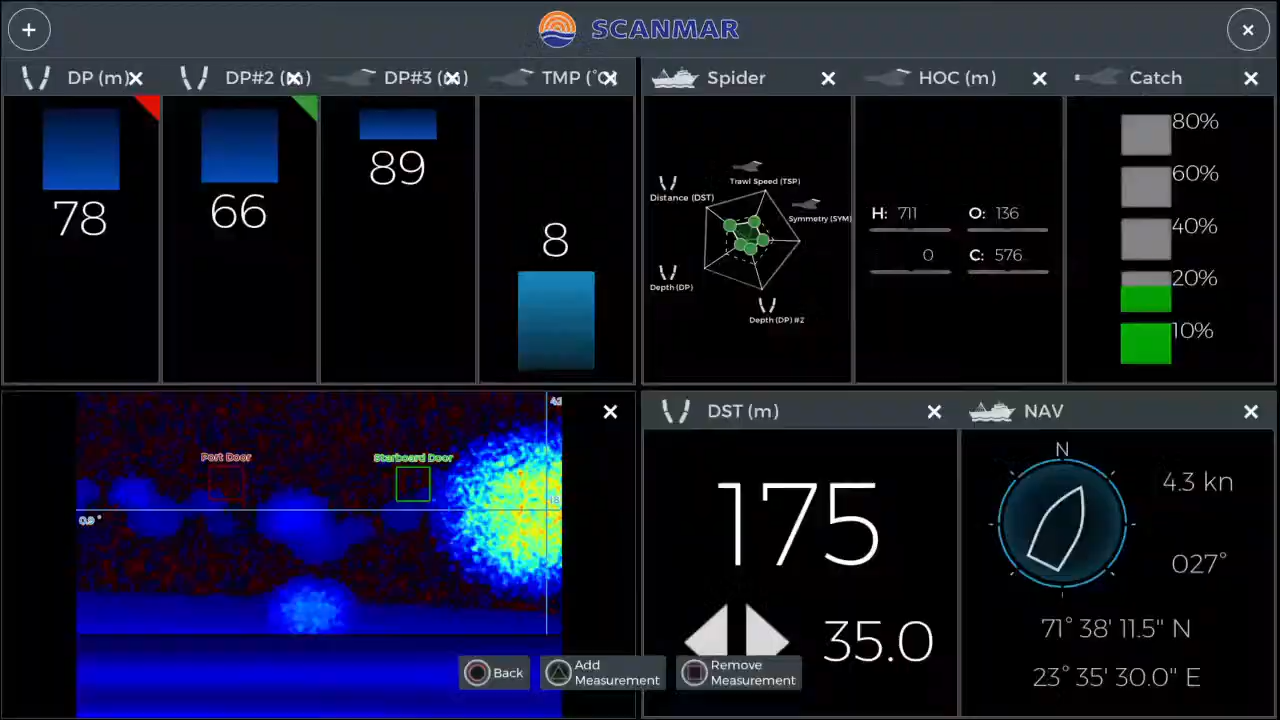 +
SCANMAR
×
DP (m)×
DP#2 (m)×
DP#3 (m)×
TMP (°C)×
Spider ×
HOC (m) ×
Catch ×
78
66
89
8
Trawl Speed (TSP)
Distance (DST)
Symmetry (SYM)
Depth (DP)
Depth (DP) #2
H: 711 O: 136
0 C: 576
80%
60%
40%
20%
10%
×
Port Door
Starboard Door
0.9 °
DST (m) ×
175
35.0
NAV ×
N
4.3 kn
027°
71° 38' 11.5" N
23° 35' 30.0" E
Back
Add
Measurement
Remove
Measurement